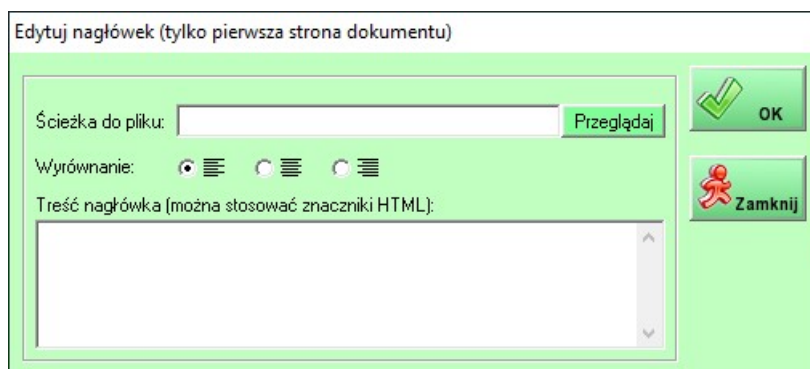 Edytuj nagłówek (tylko pierwsza strona dokumentu)
Ścieżka do pliku:
Przeglądaj
OK
Wyrównanie:
Zamknij
Treść nagłówka (można stosować znaczniki HTML):